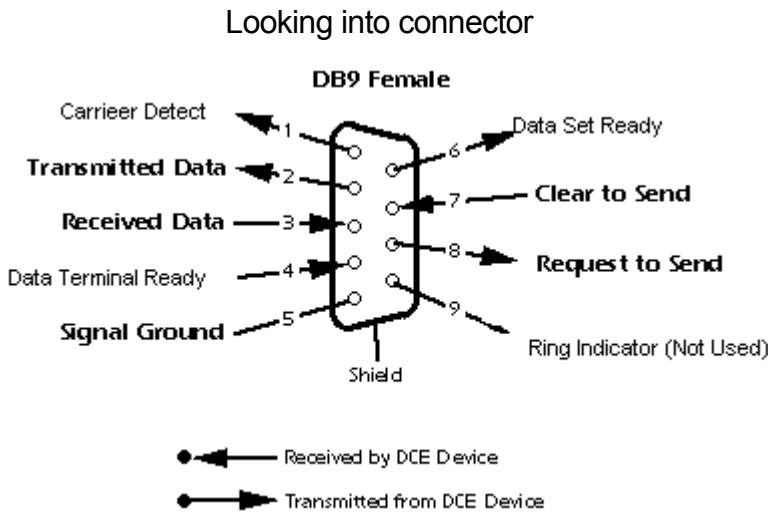 Looking into connector
DB9 Female
Carrieer Detect
1
6
Data Set Ready
Transmitted Data
2
7
Clear to Send
Received Data
3
8
Request to Send
Data Terminal Ready
4
9
Ring Indicator (Not Used)
Signal Ground
5
Shield
Received by DCE Device
Transmitted from DCE Device